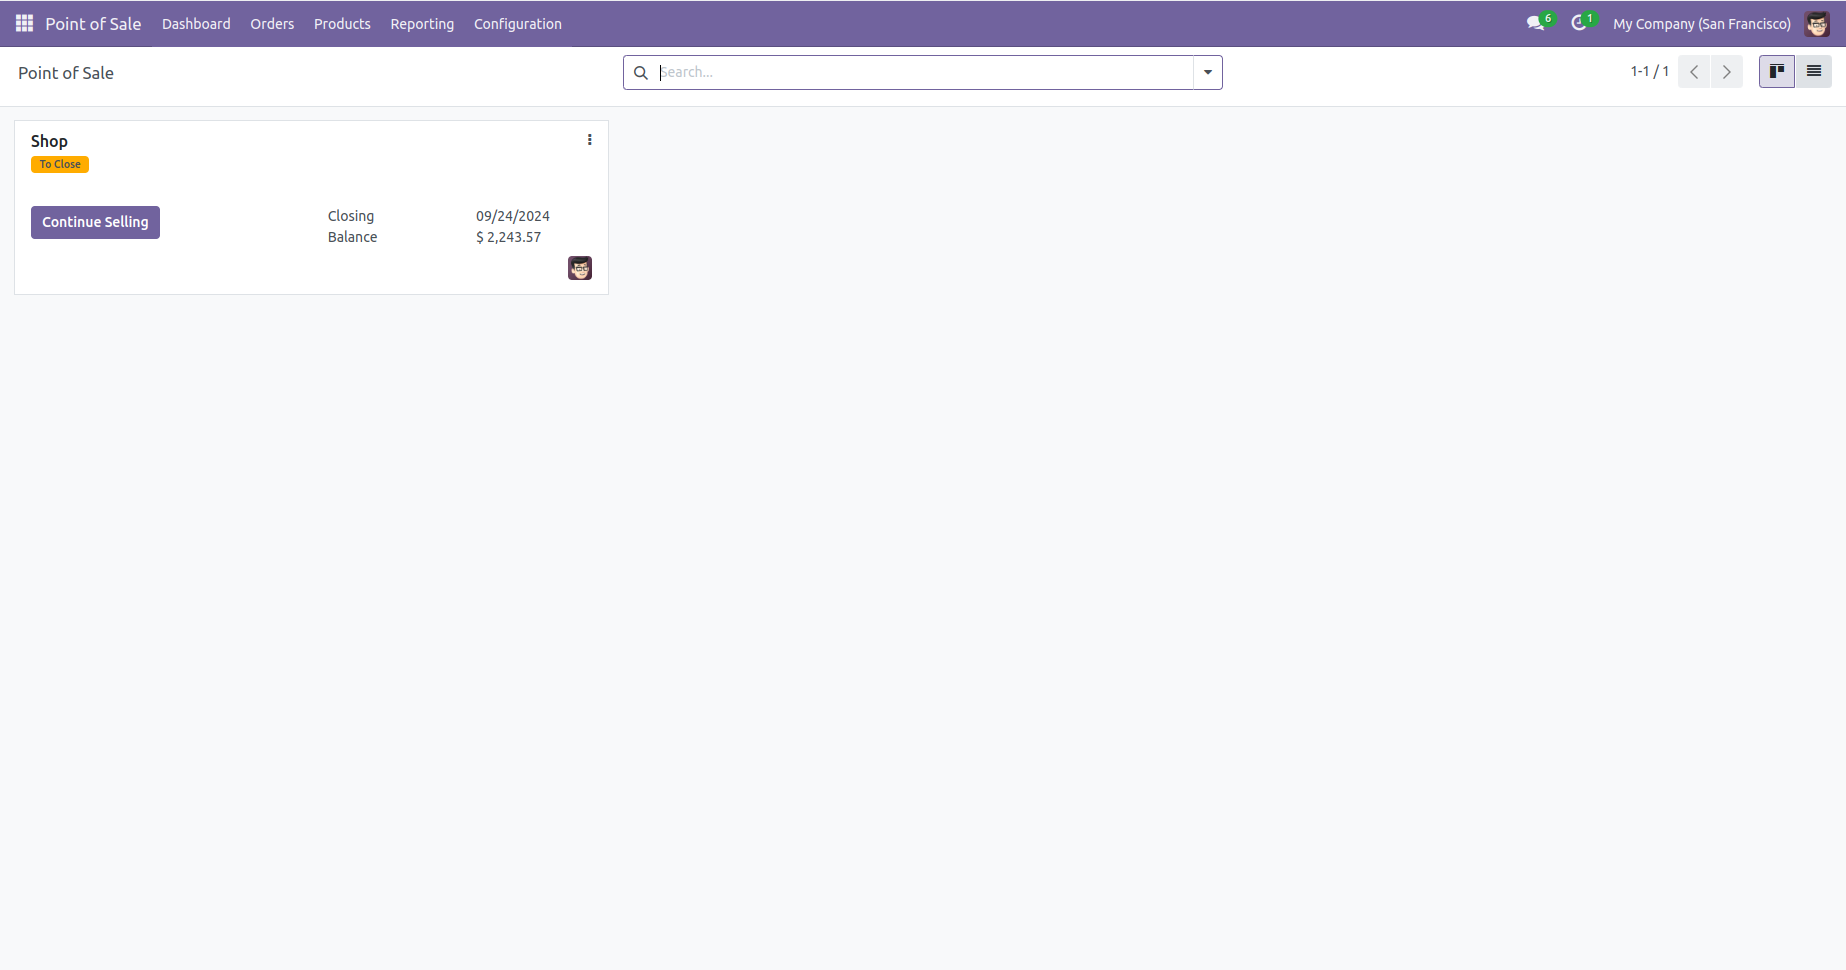 Point of Sale Dashboard Orders Products Reporting Configuration 6 1 My Company (San Francisco)
Point of Sale Search... 1-1 / 1
Shop
To Close
Continue Selling
Closing 09/24/2024
Balance $ 2,243.57